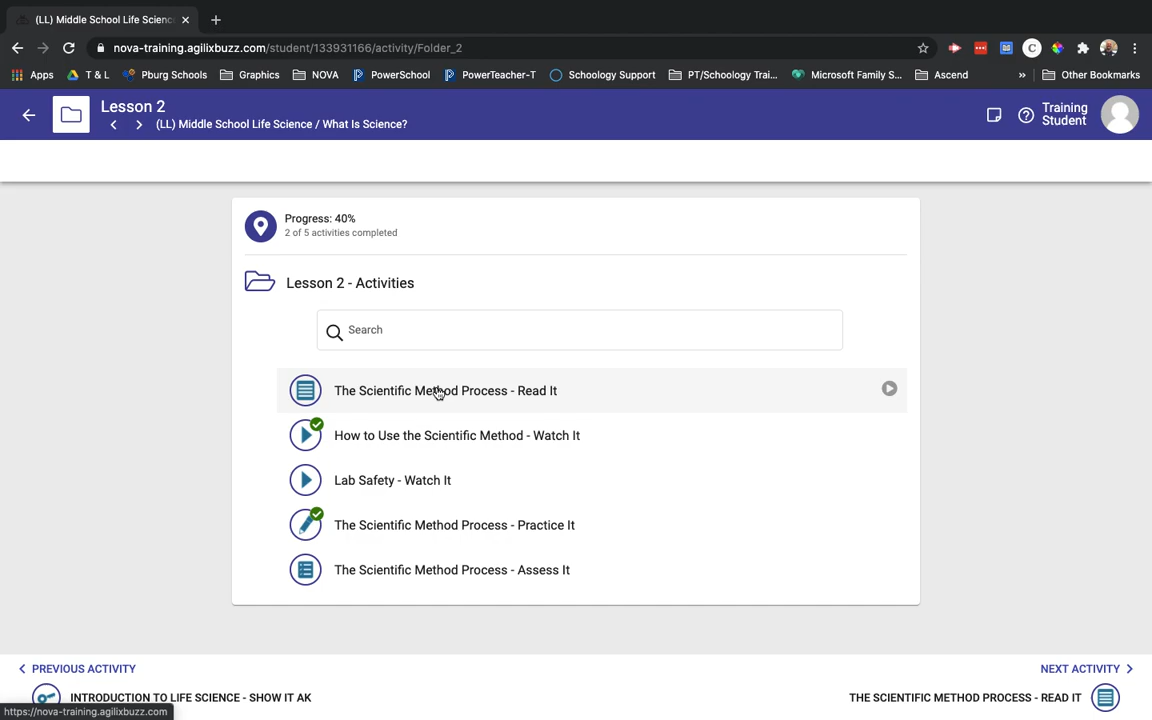 (LL) Middle School Life Scienc
nova-training.agilixbuzz.com/student/133931166/activity/Folder_2
Apps T & L Pburg Schools Graphics NOVA PowerSchool PowerTeacher-T Schoology Support PT/Schoology Trai... Microsoft Family S... Ascend » Other Bookmarks
Lesson 2
(LL) Middle School Life Science / What Is Science?
Training
Student
Progress: 40%
2 of 5 activities completed
Lesson 2 - Activities
Search
The Scientific Method Process - Read It
How to Use the Scientific Method - Watch It
Lab Safety - Watch It
The Scientific Method Process - Practice It
The Scientific Method Process - Assess It
PREVIOUS ACTIVITY NEXT ACTIVITY
INTRODUCTION TO LIFE SCIENCE - SHOW IT AK THE SCIENTIFIC METHOD PROCESS - READ IT
https://nova-training.agilixbuzz.com